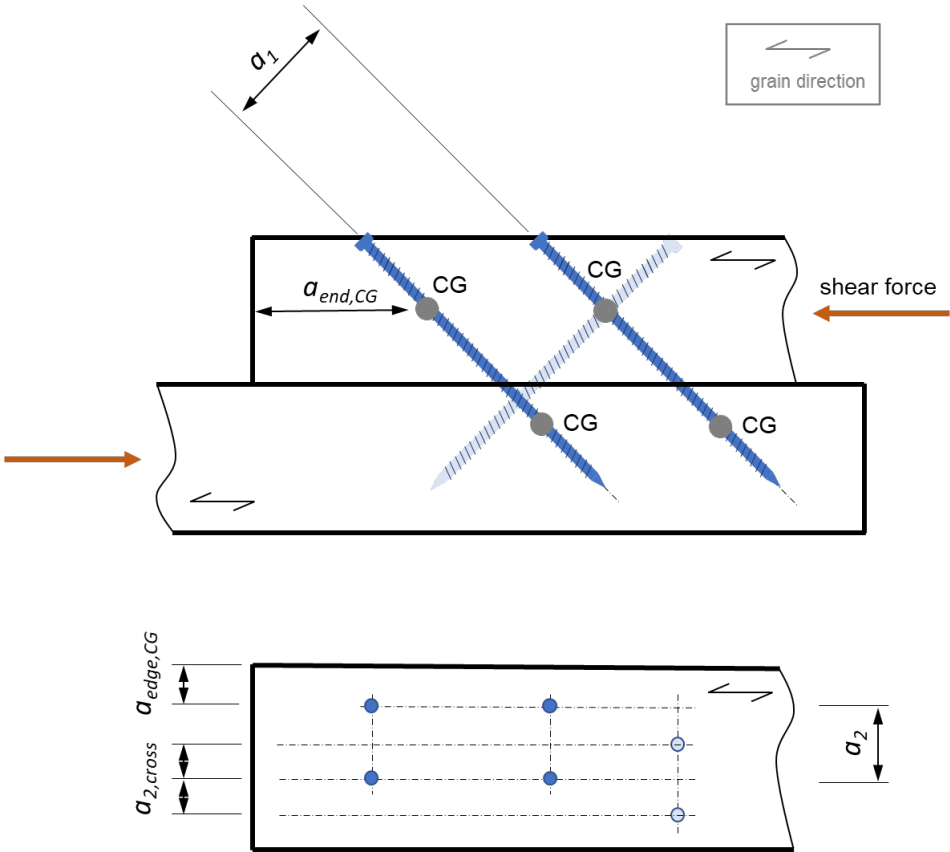 a1
grain direction
CG
CG
aend,CG
shear force
CG
CG
aedge,CG
a2,cross
a2